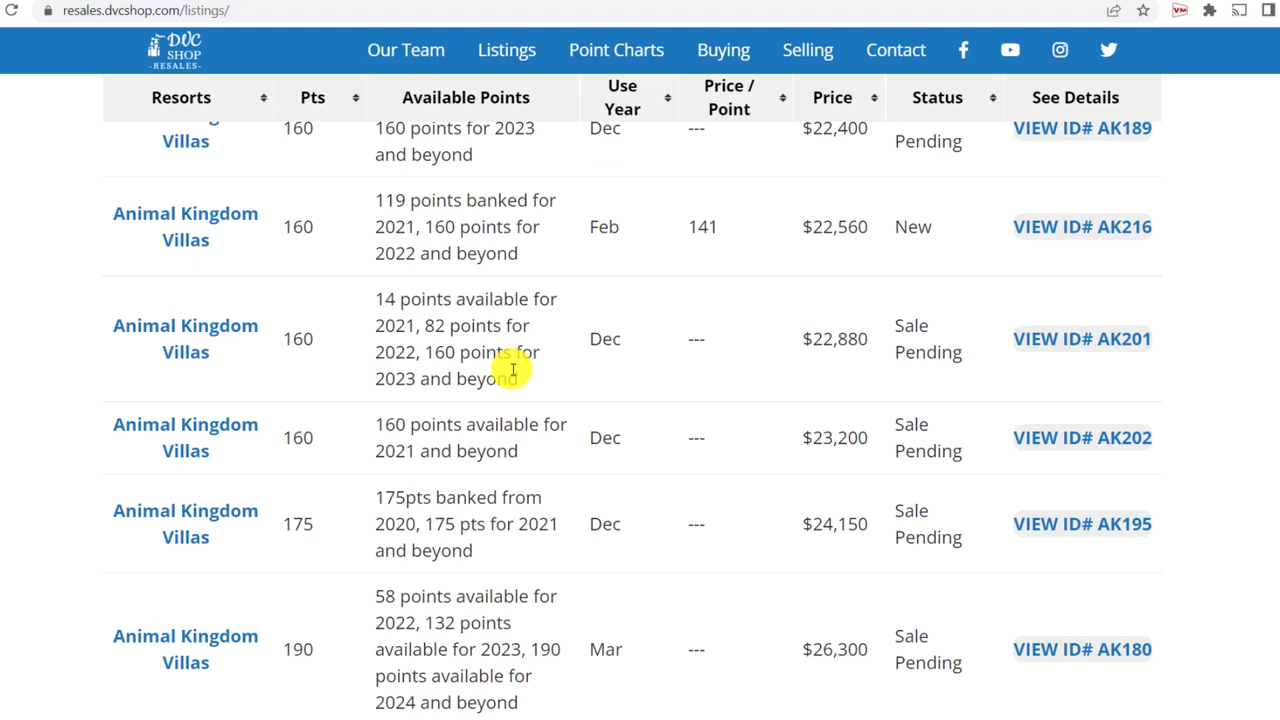 resales.dvcshop.com/listings/
VM
DVC
SHOP
-RESALES-
Our Team
Listings
Point Charts
Buying
Selling
Contact
Resorts
Pts
Available Points
Use
Year
Price /
Point
Price
Status
See Details
Villas
160
160 points for 2023
and beyond
Dec
---
$22,400
Pending
VIEW ID# AK189
Animal Kingdom
Villas
160
119 points banked for
2021, 160 points for
2022 and beyond
Feb
141
$22,560
New
VIEW ID# AK216
Animal Kingdom
Villas
160
14 points available for
2021, 82 points for
2022, 160 points for
2023 and beyond
Dec
---
$22,880
Sale
Pending
VIEW ID# AK201
Animal Kingdom
Villas
160
160 points available for
2021 and beyond
Dec
---
$23,200
Sale
Pending
VIEW ID# AK202
Animal Kingdom
Villas
175
175pts banked from
2020, 175 pts for 2021
and beyond
Dec
---
$24,150
Sale
Pending
VIEW ID# AK195
Animal Kingdom
Villas
190
58 points available for
2022, 132 points
available for 2023, 190
points available for
2024 and beyond
Mar
---
$26,300
Sale
Pending
VIEW ID# AK180